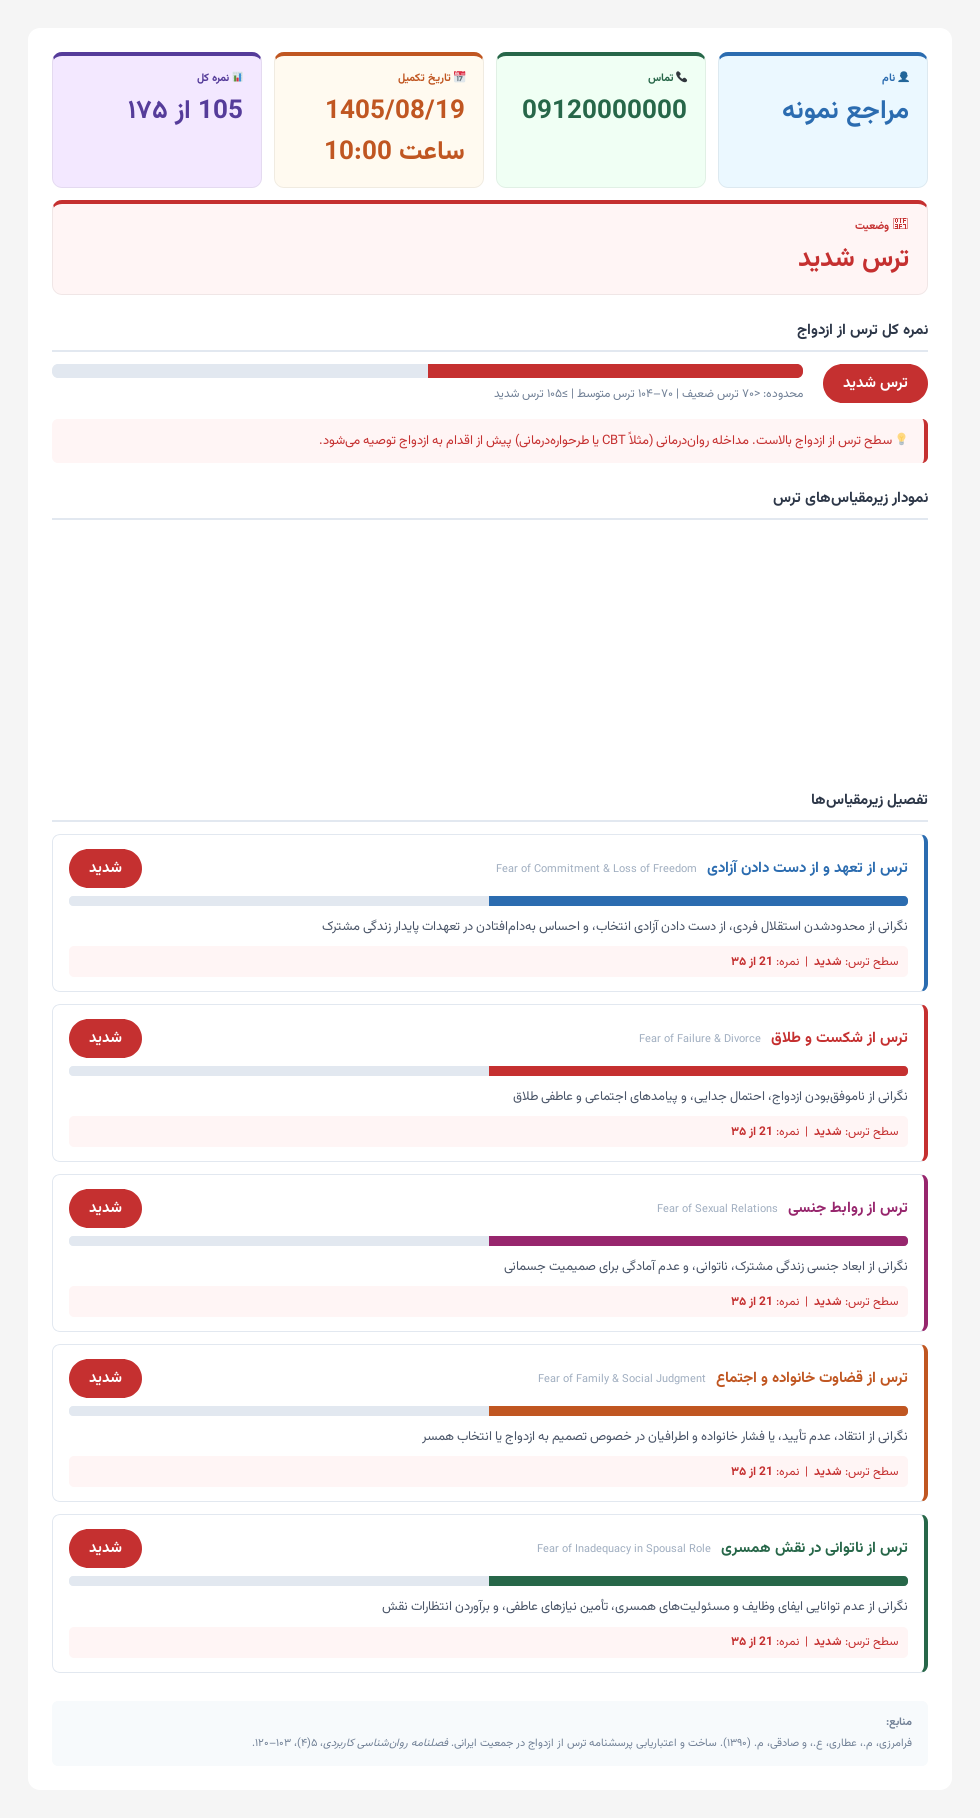 نام
مراجع نمونه
تماس
09120000000
تاریخ تکمیل
1405/08/19
ساعت 10:00
نمره کل
105 از ۱۷۵
وضعیت
ترس شدید
نمره کل ترس از ازدواج
ترس شدید
محدوده: <۷۰ ترس ضعیف | ۷۰–۱۰۴ ترس متوسط | ≥۱۰۵ ترس شدید
سطح ترس از ازدواج بالاست. مداخله روان‌درمانی (مثلاً CBT یا طرحواره‌درمانی) پیش از اقدام به ازدواج توصیه می‌شود.
نمودار زیرمقیاس‌های ترس
تفصیل زیرمقیاس‌ها
ترس از تعهد و از دست دادن آزادی Fear of Commitment & Loss of Freedom
شدید
نگرانی از محدودشدن استقلال فردی، از دست دادن آزادی انتخاب، و احساس به‌دام‌افتادن در تعهدات پایدار زندگی مشترک
سطح ترس: شدید | نمره: 21 از ۳۵
ترس از شکست و طلاق Fear of Failure & Divorce
شدید
نگرانی از ناموفق‌بودن ازدواج، احتمال جدایی، و پیامدهای اجتماعی و عاطفی طلاق
سطح ترس: شدید | نمره: 21 از ۳۵
ترس از روابط جنسی Fear of Sexual Relations
شدید
نگرانی از ابعاد جنسی زندگی مشترک، ناتوانی، و عدم آمادگی برای صمیمیت جسمانی
سطح ترس: شدید | نمره: 21 از ۳۵
ترس از قضاوت خانواده و اجتماع Fear of Family & Social Judgment
شدید
نگرانی از انتقاد، عدم تأیید، یا فشار خانواده و اطرافیان در خصوص تصمیم به ازدواج یا انتخاب همسر
سطح ترس: شدید | نمره: 21 از ۳۵
ترس از ناتوانی در نقش همسری Fear of Inadequacy in Spousal Role
شدید
نگرانی از عدم توانایی ایفای وظایف و مسئولیت‌های همسری، تأمین نیازهای عاطفی، و برآوردن انتظارات نقش
سطح ترس: شدید | نمره: 21 از ۳۵
منابع:
فرامرزی، م.، عطاری، ع.، و صادقی، م. (۱۳۹۰). ساخت و اعتباریابی پرسشنامه ترس از ازدواج در جمعیت ایرانی. فصلنامه روان‌شناسی کاربردی، ۵(۴)، ۱۰۳–۱۲۰.